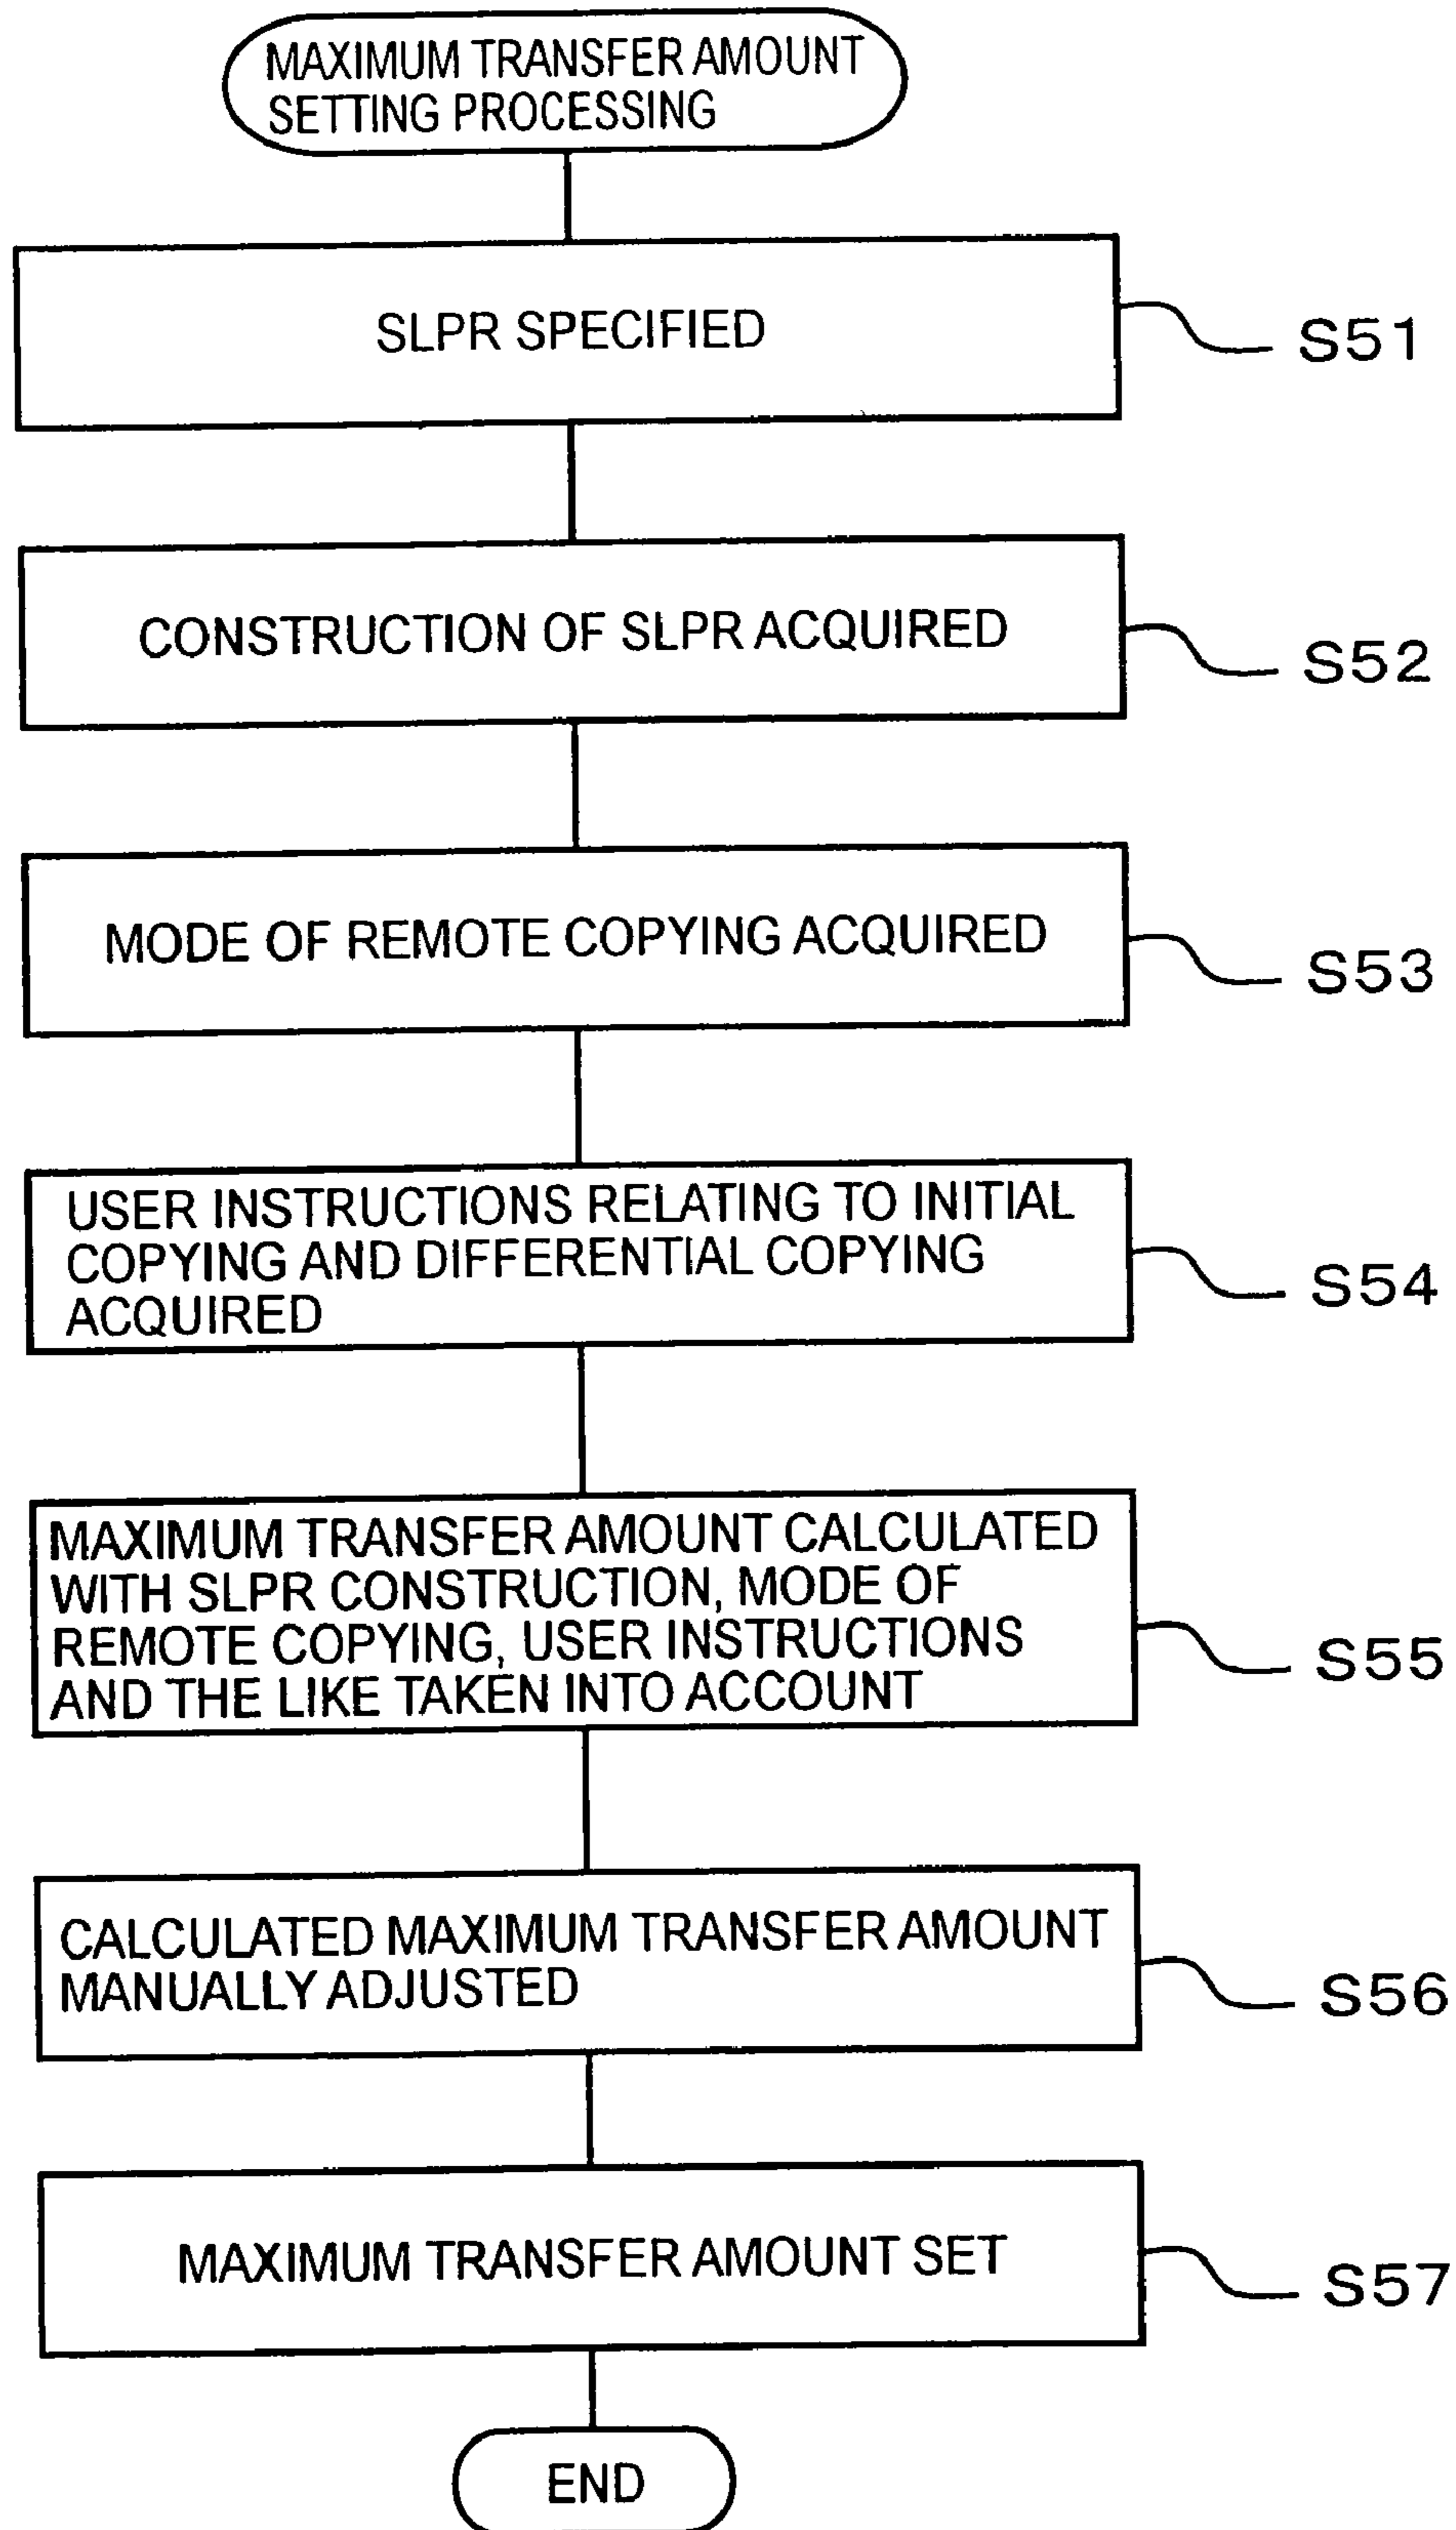 MAXIMUM TRANSFER AMOUNT
SETTING PROCESSING
SLPR SPECIFIED
S51
CONSTRUCTION OF SLPR ACQUIRED
S52
MODE OF REMOTE COPYING ACQUIRED
S53
USER INSTRUCTIONS RELATING TO INITIAL
COPYING AND DIFFERENTIAL COPYING
ACQUIRED
S54
MAXIMUM TRANSFER AMOUNT CALCULATED
WITH SLPR CONSTRUCTION, MODE OF
REMOTE COPYING, USER INSTRUCTIONS
AND THE LIKE TAKEN INTO ACCOUNT
S55
CALCULATED MAXIMUM TRANSFER AMOUNT
MANUALLY ADJUSTED
S56
MAXIMUM TRANSFER AMOUNT SET
S57
END